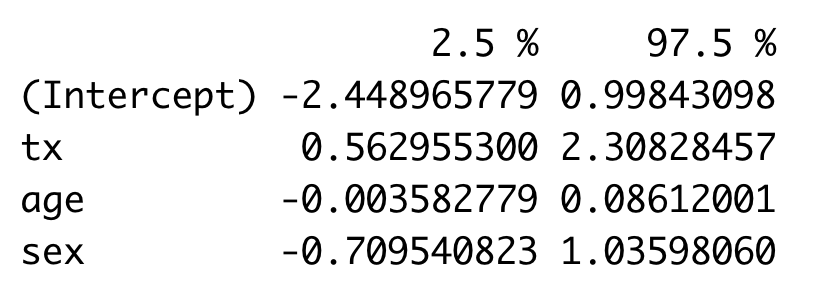 2.5 % 97.5 %
(Intercept) -2.448965779 0.99843098
tx 0.562955300 2.30828457
age -0.003582779 0.08612001
sex -0.709540823 1.03598060